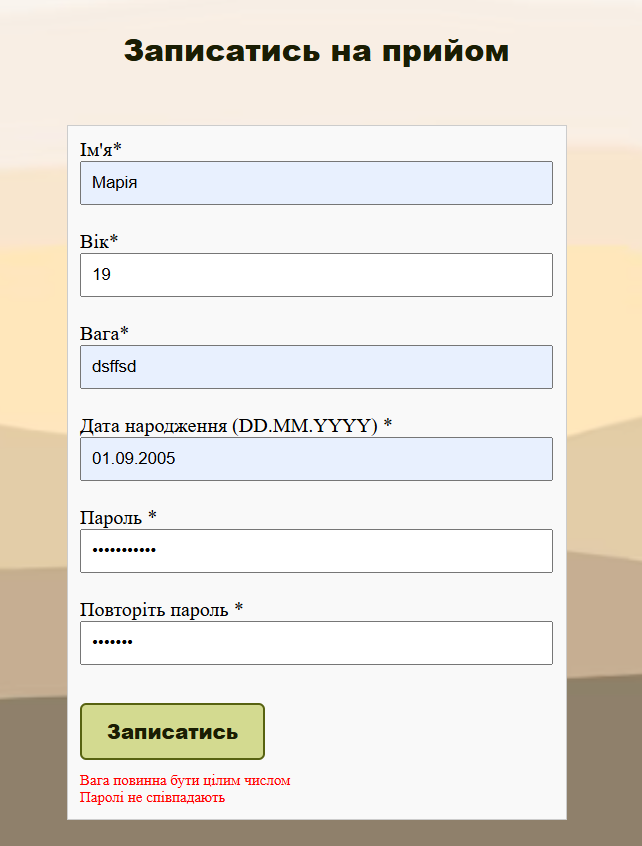 Записатись на прийом
Ім'я*
Марія
Вік*
19
Вага*
dsffsd
Дата народження (DD.MM.YYYY) *
01.09.2005
Пароль *
•••••••••••
Повторіть пароль *
•••••••
Записатись
Вага повинна бути цілим числом
Паролі не співпадають